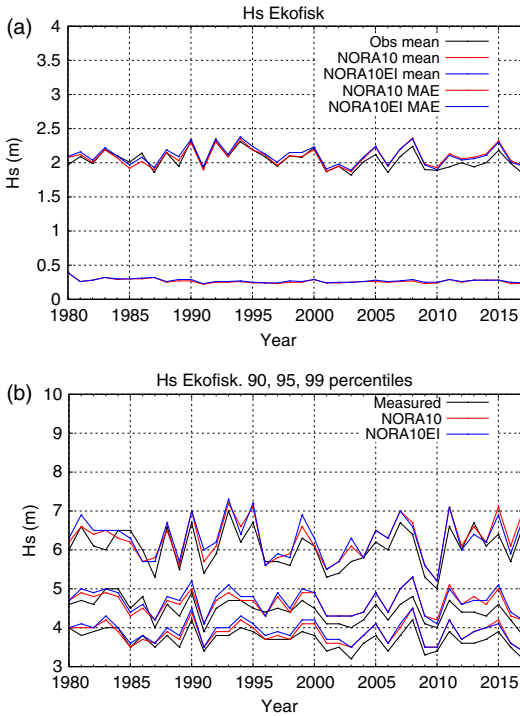 (a)
Hs Ekofisk
Obs mean
NORA10 mean
NORA10EI mean
NORA10 MAE
NORA10EI MAE
Hs (m)
4
3.5
3
2.5
2
1.5
1
0.5
0
1980 1985 1990 1995 2000 2005 2010 2015
Year
(b)
Hs Ekofisk. 90, 95, 99 percentiles
Measured
NORA10
NORA10EI
Hs (m)
10
9
8
7
6
5
4
3
1980 1985 1990 1995 2000 2005 2010 2015
Year